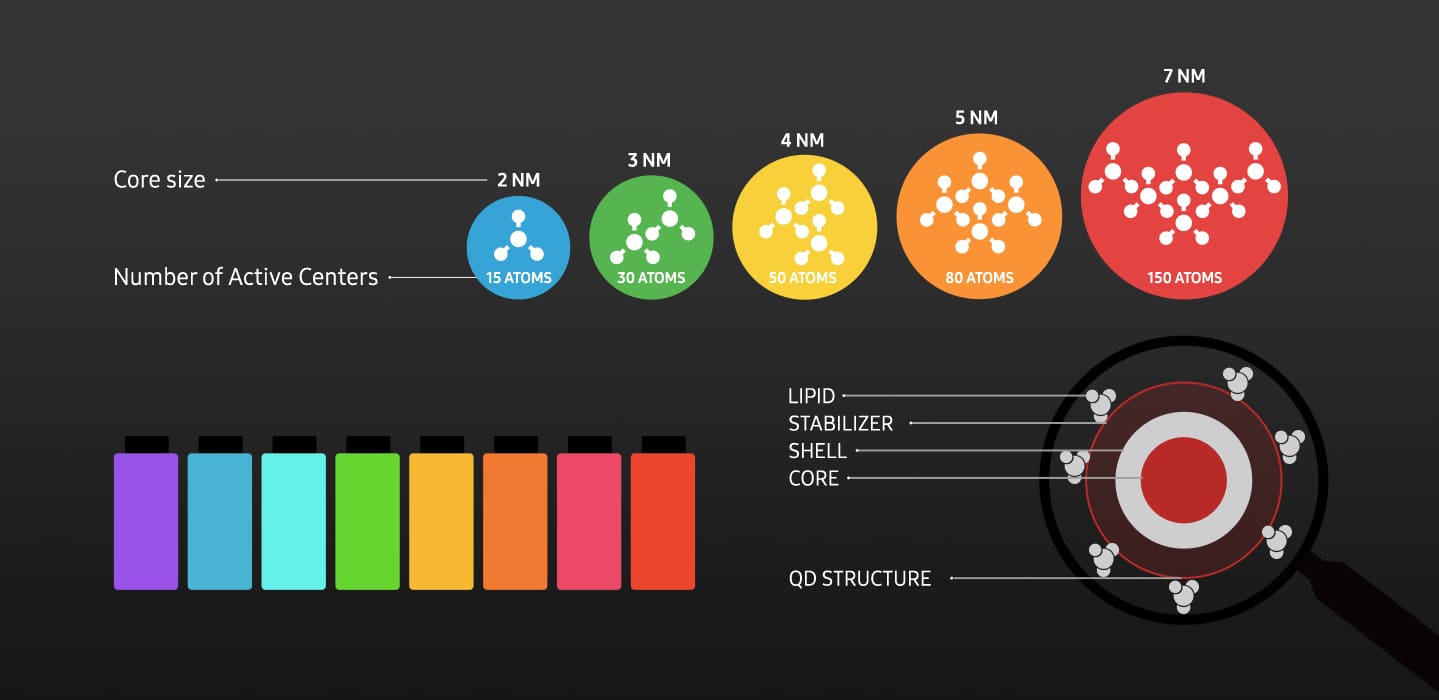 7 NM
5 NM
4 NM
3 NM
Core size
2 NM
Number of Active Centers
15 ATOMS
30 ATOMS
50 ATOMS
80 ATOMS
150 ATOMS
LIPID
STABILIZER
SHELL
CORE
QD STRUCTURE